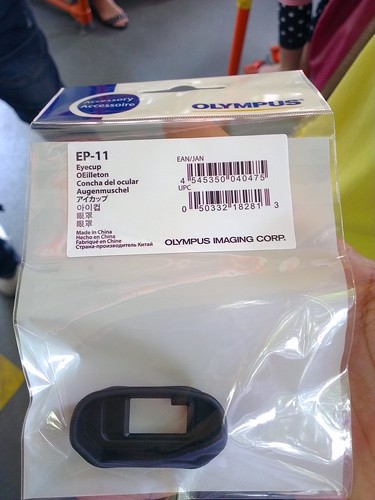 Accessory
Accessoire
OLYMPUS
EP-11
Eyecup
OEilleton
Concha del ocular
Augenmuschel
アイカップ
아이컵
眼罩
眼罩
Made in China
Hecho en China
Fabriqué en Chine
Страна-производитель Китай
EAN/JAN
4 545350 040475
UPC
0 50332 18281 3
OLYMPUS IMAGING CORP.